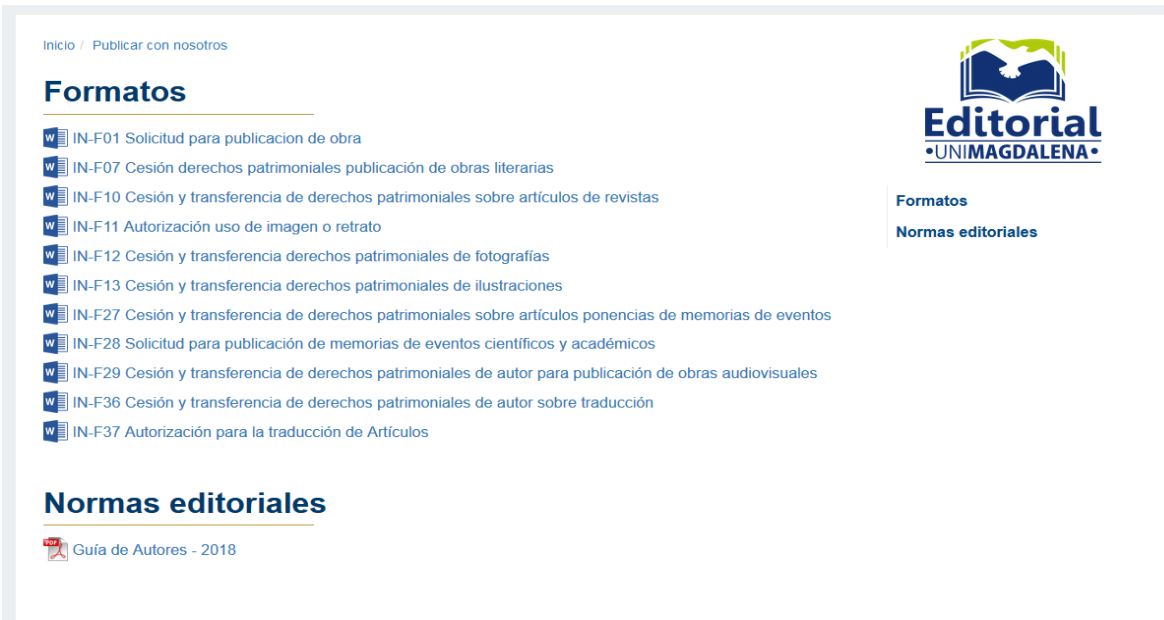 Inicio / Publicar con nosotros
Formatos
IN-F01 Solicitud para publicacion de obra
IN-F07 Cesión derechos patrimoniales publicación de obras literarias
IN-F10 Cesión y transferencia de derechos patrimoniales sobre artículos de revistas
IN-F11 Autorización uso de imagen o retrato
IN-F12 Cesión y transferencia derechos patrimoniales de fotografías
IN-F13 Cesión y transferencia derechos patrimoniales de ilustraciones
IN-F27 Cesión y transferencia de derechos patrimoniales sobre artículos ponencias de memorias de eventos
IN-F28 Solicitud para publicación de memorias de eventos científicos y académicos
IN-F29 Cesión y transferencia de derechos patrimoniales de autor para publicación de obras audiovisuales
IN-F36 Cesión y transferencia de derechos patrimoniales de autor sobre traducción
IN-F37 Autorización para la traducción de Artículos
Normas editoriales
PDF
Guía de Autores - 2018
Editorial
•UNIMAGDALENA•
Formatos
Normas editoriales